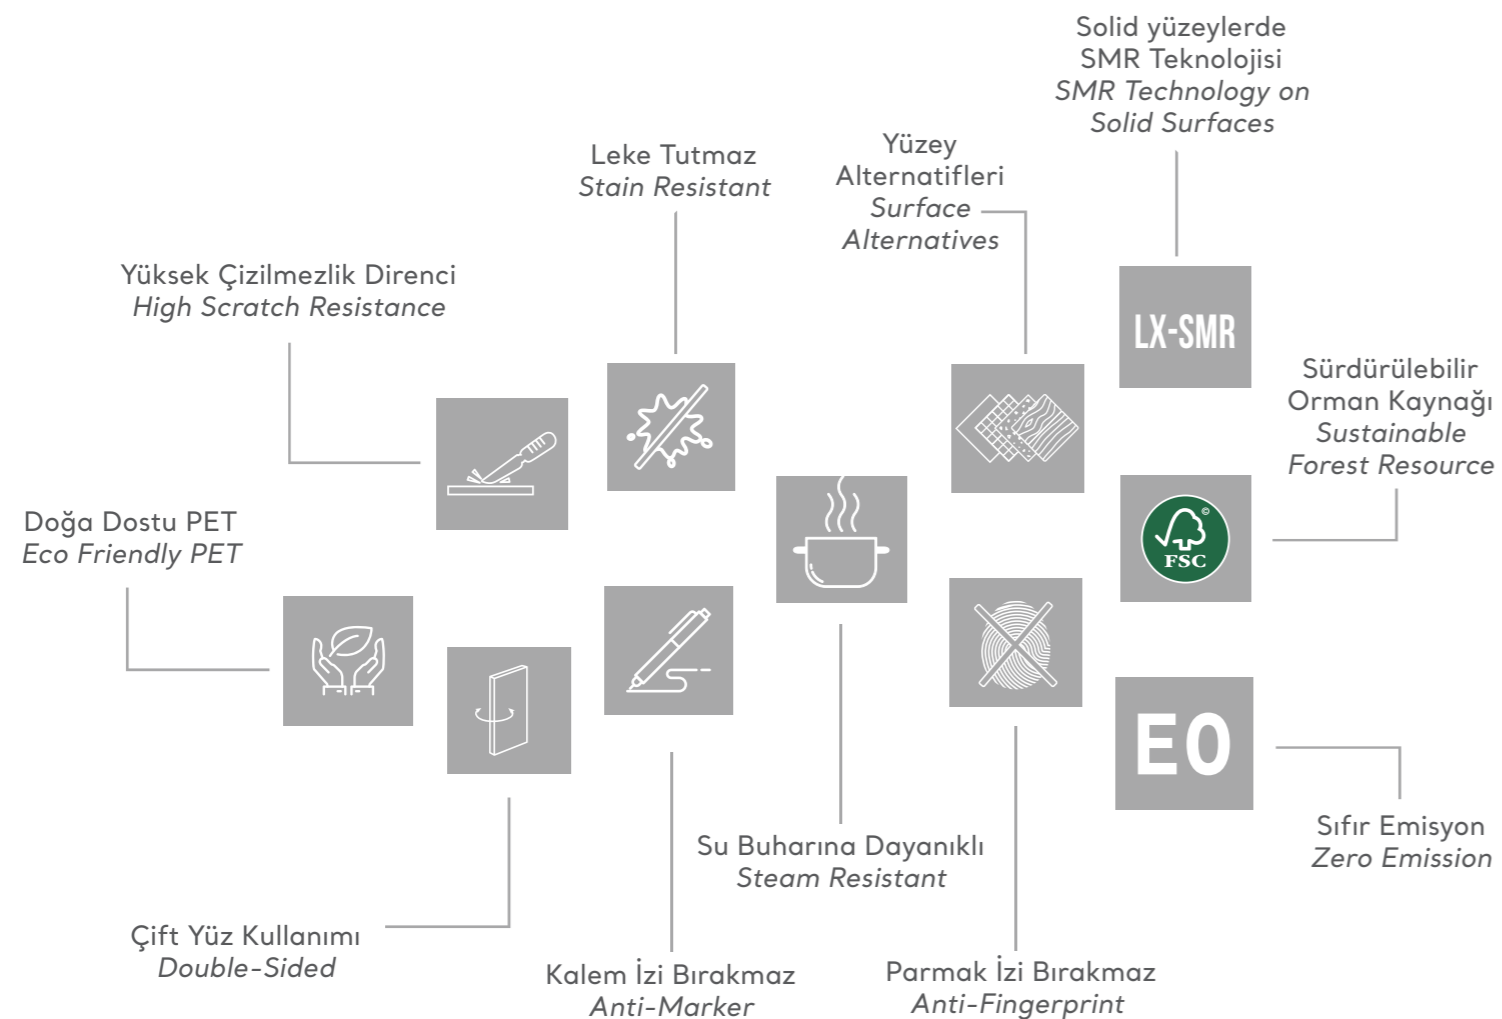 Solid yüzeylerde
SMR Teknolojisi
SMR Technology on
Solid Surfaces
Leke Tutmaz
Stain Resistant
Yüzey
Alternatifleri
Surface
Alternatives
Yüksek Çizilmezlik Direnci
High Scratch Resistance
LX-SMR
Sürdürülebilir
Orman Kaynağı
Sustainable
Forest Resource
Doğa Dostu PET
Eco Friendly PET
©
FSC
E0
Su Buharına Dayanıklı
Steam Resistant
Sıfır Emisyon
Zero Emission
Çift Yüz Kullanımı
Double-Sided
Kalem İzi Bırakmaz
Anti-Marker
Parmak İzi Bırakmaz
Anti-Fingerprint